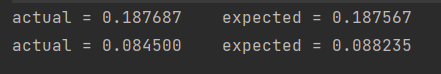 actual = 0.187687    expected = 0.187567
actual = 0.084500    expected = 0.088235